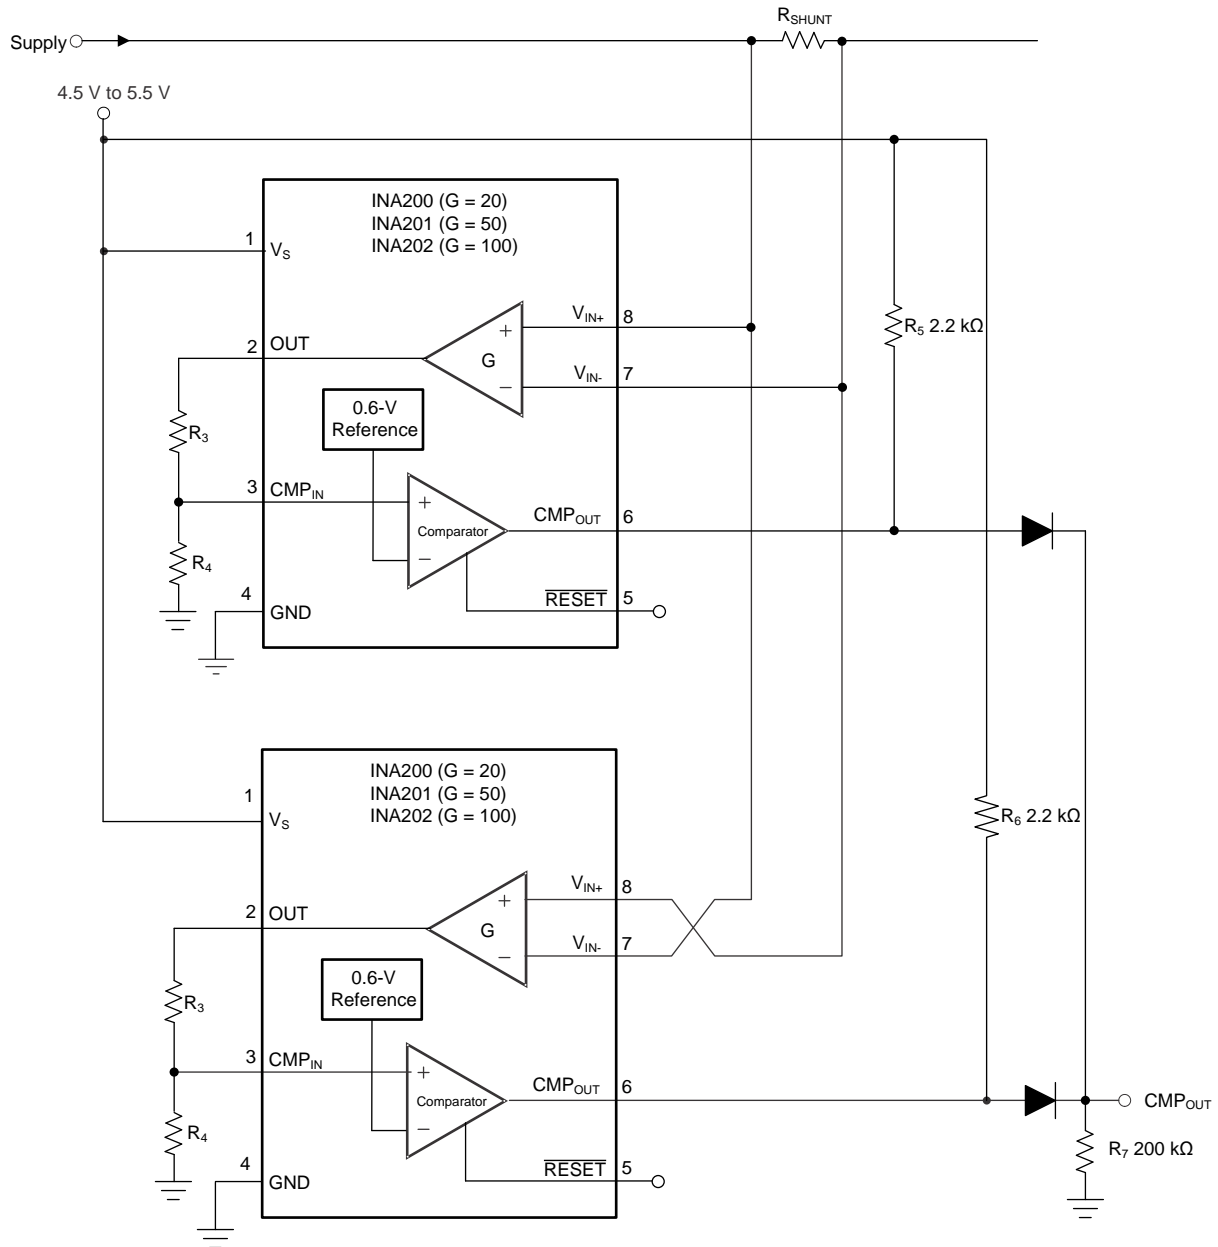 R_SHUNT
Supply
4.5 V to 5.5 V
INA200 (G = 20)
INA201 (G = 50)
INA202 (G = 100)
1
V_S
V_IN+
8
+
G
V_IN-
7
−
R_5 2.2 kΩ
2
OUT
0.6-V
Reference
R_3
3
CMP_IN
+
Comparator
−
CMP_OUT
6
R_4
4
GND
RESET
5
INA200 (G = 20)
INA201 (G = 50)
INA202 (G = 100)
1
V_S
R_6 2.2 kΩ
V_IN+
8
+
G
V_IN-
7
−
2
OUT
0.6-V
Reference
R_3
3
CMP_IN
+
Comparator
−
CMP_OUT
6
CMP_OUT
R_4
R_7 200 kΩ
4
GND
RESET
5